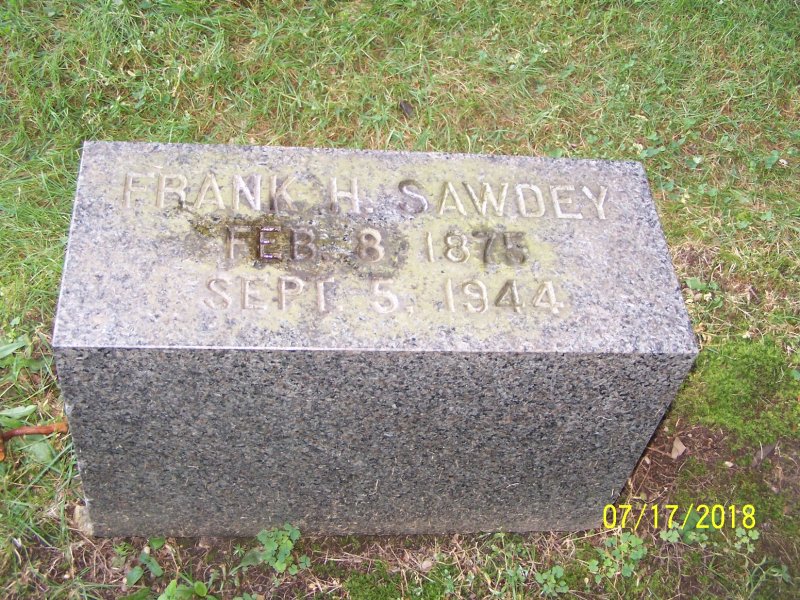 FRANK H. SAWDEY
FEB. 8, 1875
SEPT. 5, 1944
07/17/2018